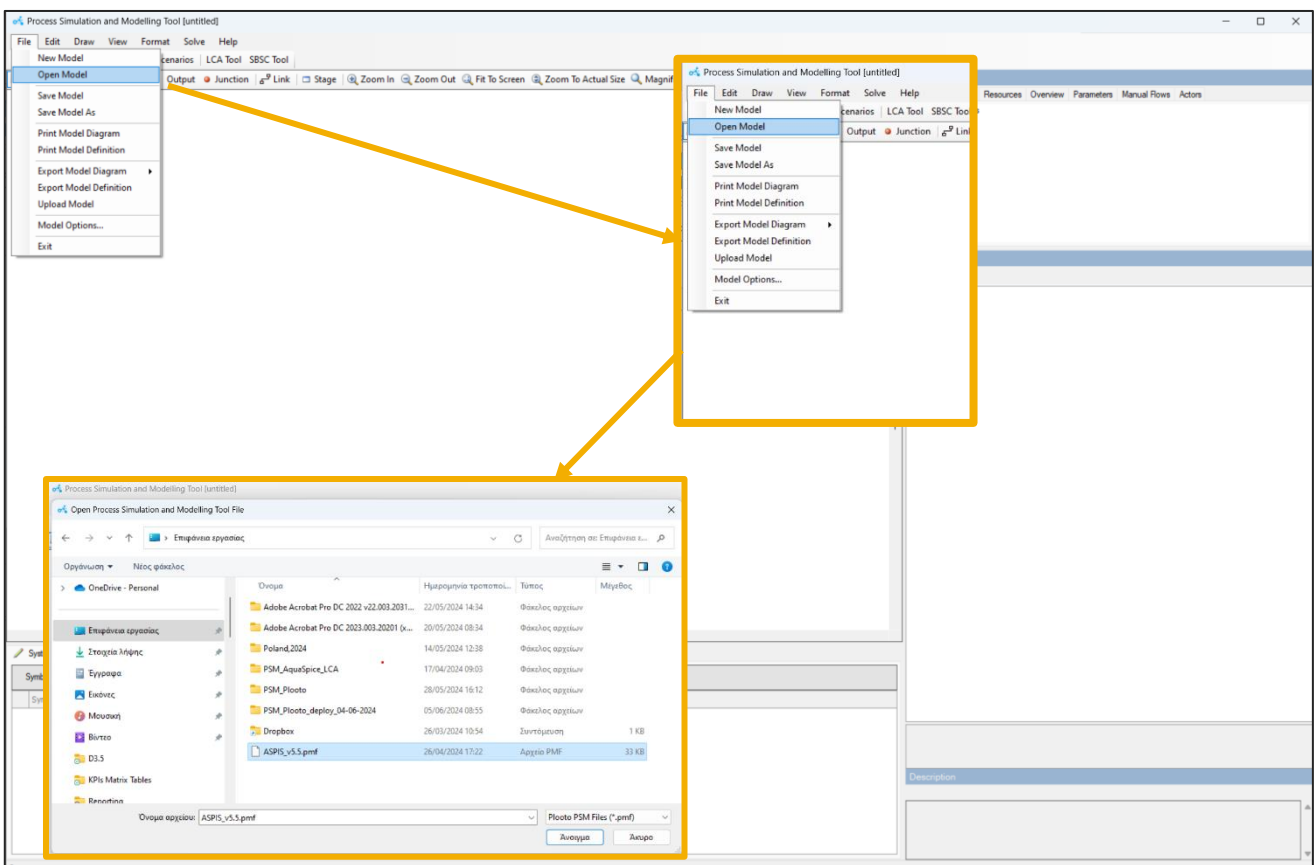 Process Simulation and Modelling Tool [untitled]
File Edit Draw View Format Solve Help
cenarios LCA Tool SBSC Tool
Output Junction Link Stage Zoom In Zoom Out Fit To Screen Zoom To Actual Size Magnif
New Model
Open Model
Save Model
Save Model As
Print Model Diagram
Print Model Definition
Export Model Diagram
Export Model Definition
Upload Model
Model Options...
Exit
Process Simulation and Modelling Tool [untitled]
File Edit Draw View Format Solve Help
cenarios LCA Tool SBSC Too
Output Junction Lin
New Model
Open Model
Save Model
Save Model As
Print Model Diagram
Print Model Definition
Export Model Diagram
Export Model Definition
Upload Model
Model Options...
Exit
Resources Overview Parameters Manual Flows Actors
Process Simulation and Modelling Tool [untitled]
Open Process Simulation and Modelling Tool File
Επιφάνεια εργασίας
Αναζήτηση σε: Επιφάνεια ε...
Οργάνωση Νέος φάκελος
OneDrive - Personal
Επιφάνεια εργασίας
Στοιχεία λήψης
Έγγραφα
Εικόνες
Μουσική
Βίντεο
D3.5
KPIs Matrix Tables
Reporting
Όνομα Ημερομηνία τροποποί... Τύπος Μέγεθος
Adobe Acrobat Pro DC 2022 v22.003.2031... 22/05/2024 14:34 Φάκελος αρχείων
Adobe Acrobat Pro DC 2023.003.20201 (x... 20/05/2024 08:34 Φάκελος αρχείων
Poland,2024 14/05/2024 12:38 Φάκελος αρχείων
PSM_AquaSpice_LCA 17/04/2024 09:03 Φάκελος αρχείων
PSM_Plooto 28/05/2024 16:12 Φάκελος αρχείων
PSM_Plooto_deploy_04-06-2024 05/06/2024 08:55 Φάκελος αρχείων
Dropbox 26/03/2024 10:54 Συντόμευση 1 KB
ASPIS_v5.5.pmf 26/04/2024 17:22 Αρχείο PMF 33 KB
Όνομα αρχείου: ASPIS_v5.5.pmf Plooto PSM Files (*.pmf)
Άνοιγμα Άκυρο
Syst
Symb
Sy
Description